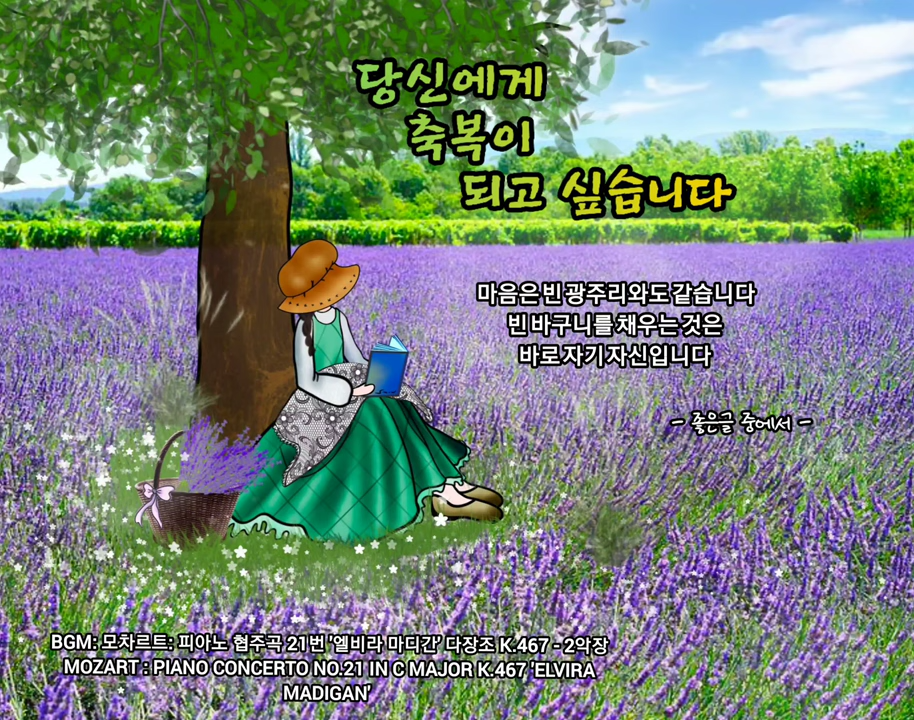 당신에게
축복이
되고 싶습니다
마음은 빈 광주리와도 같습니다
빈 바구니를 채우는 것은
바로 자기 자신입니다
- 좋은글 중에서 -
BGM: 모차르트: 피아노 협주곡 21번 '엘비라 마디간' 다장조 K.467 - 2악장
MOZART : PIANO CONCERTO NO.21 IN C MAJOR K.467 'ELVIRA
MADIGAN'